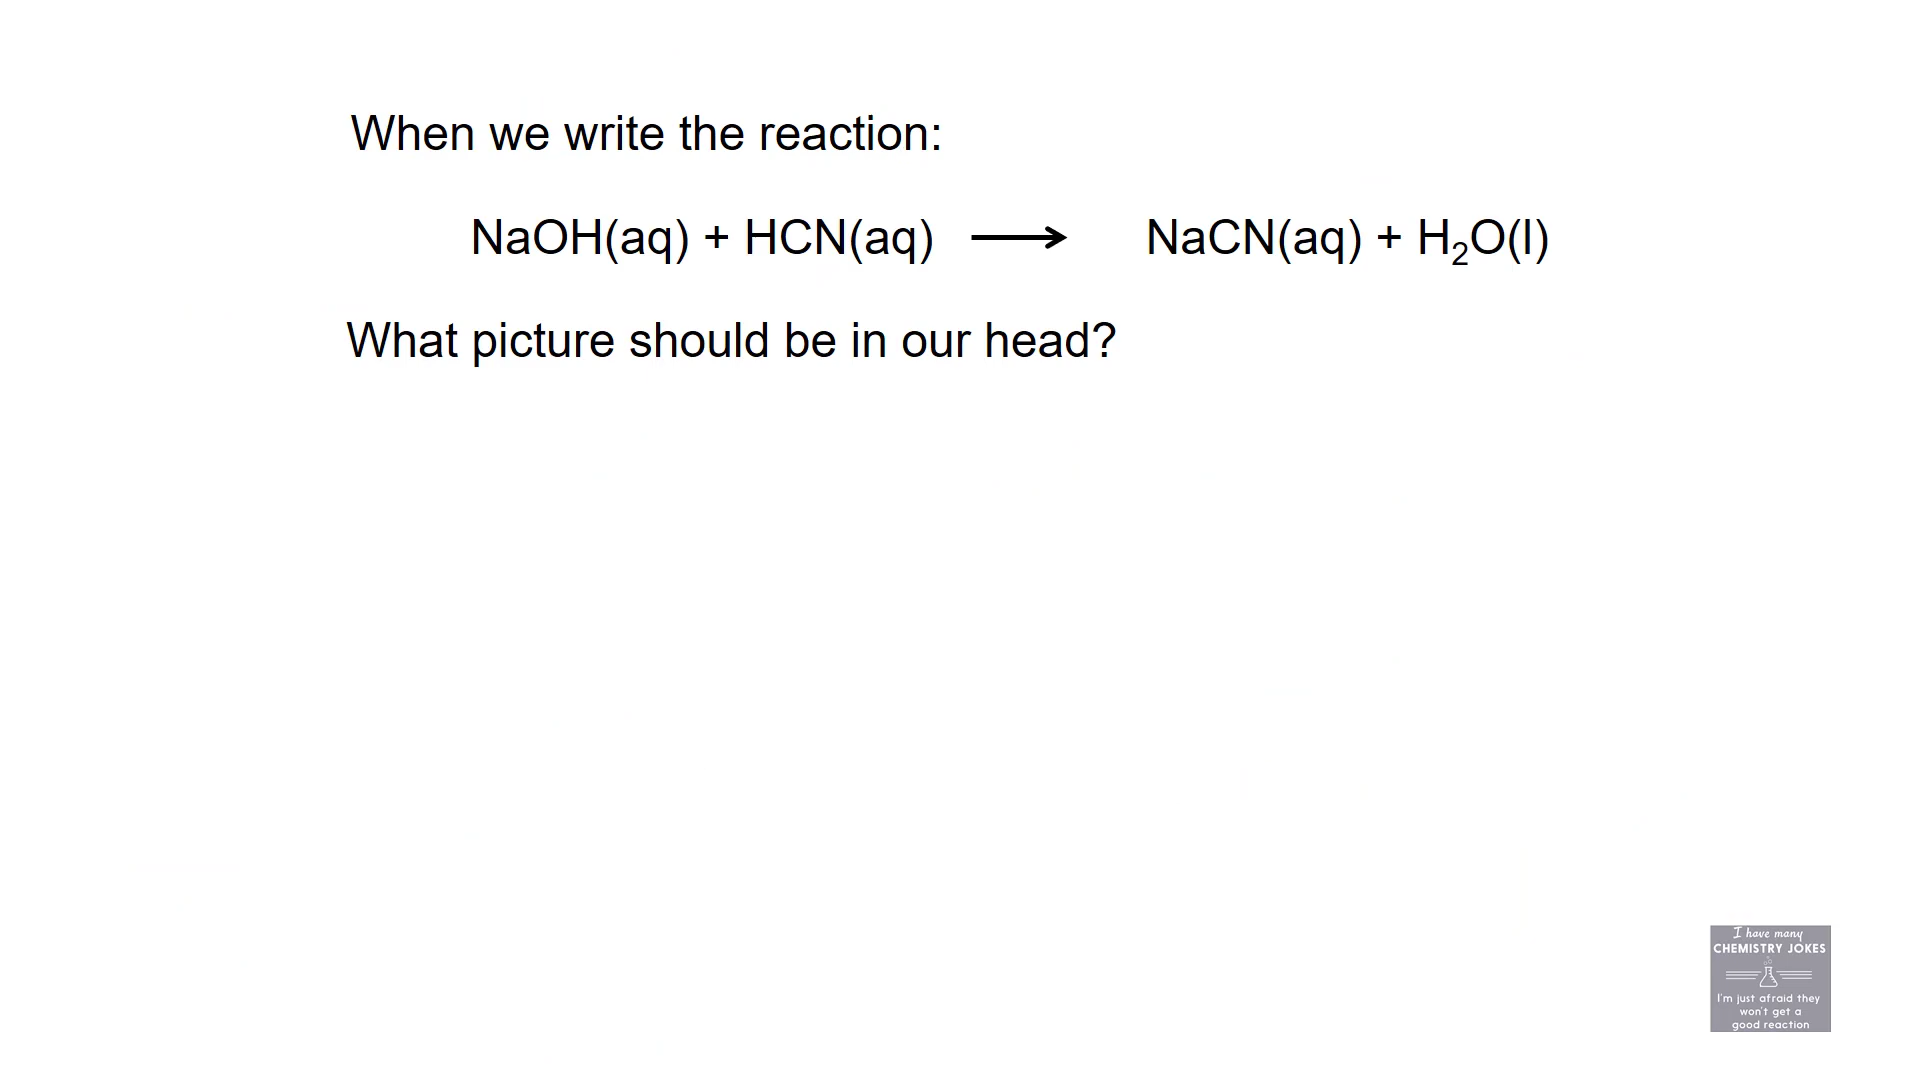 When we write the reaction:
NaOH(aq) + HCN(aq) ⟶ NaCN(aq) + H₂O(l)
What picture should be in our head?
I have many
CHEMISTRY JOKES
I'm just afraid they
won't get a
good reaction